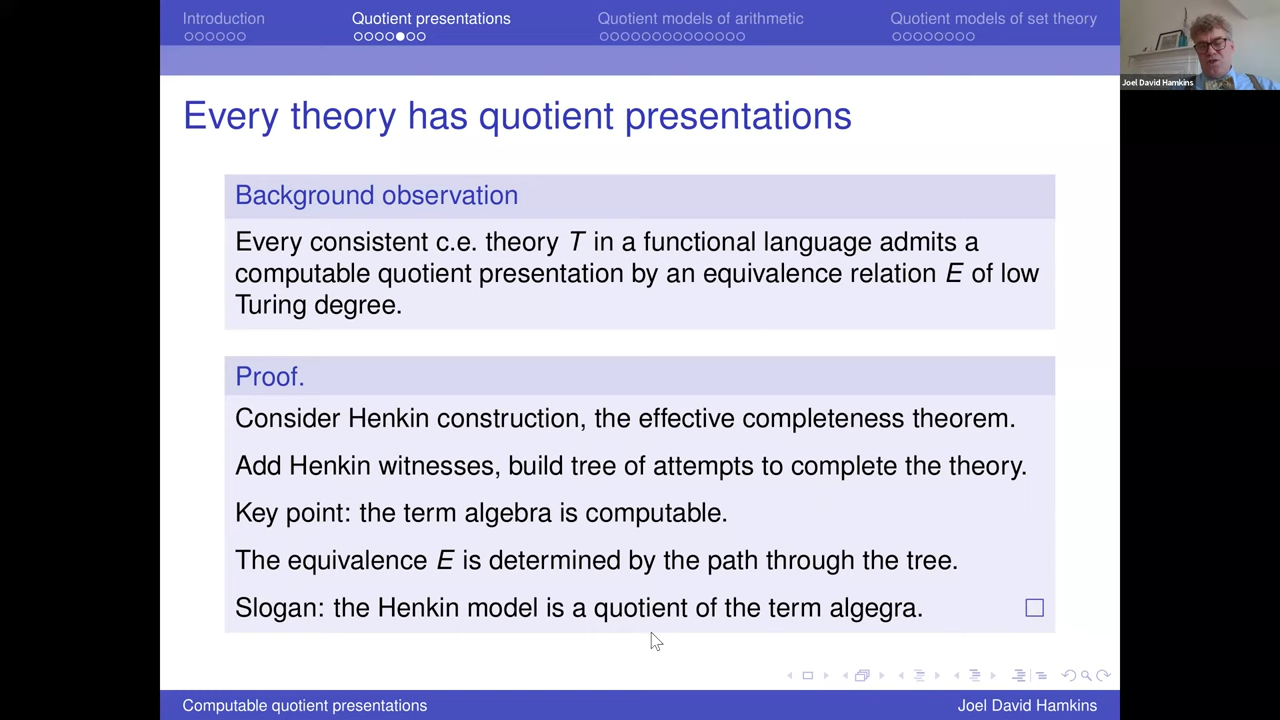 Introduction
Quotient presentations
Quotient models of arithmetic
Quotient models of set theory
Joel David Hamkins
Every theory has quotient presentations
Background observation
Every consistent c.e. theory T in a functional language admits a
computable quotient presentation by an equivalence relation E of low
Turing degree.
Proof.
Consider Henkin construction, the effective completeness theorem.
Add Henkin witnesses, build tree of attempts to complete the theory.
Key point: the term algebra is computable.
The equivalence E is determined by the path through the tree.
Slogan: the Henkin model is a quotient of the term algegra.
Computable quotient presentations
Joel David Hamkins